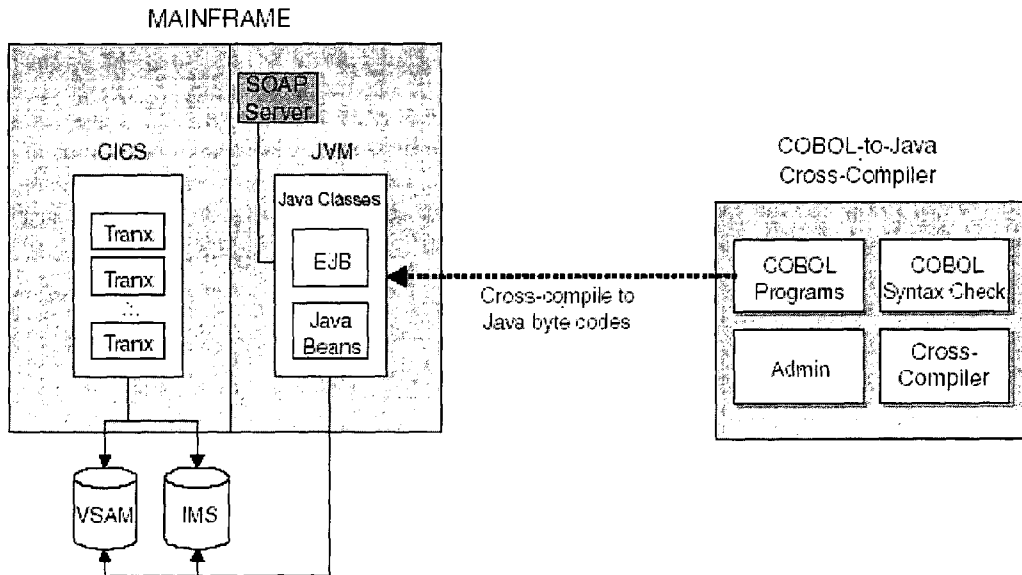 MAINFRAME
SOAP
Server
CICS
JVM
Tranx
Tranx
...
Tranx
Java Classes
EJB
Java
Beans
VSAM
IMS
Cross-compile to
Java byte codes
COBOL-to-Java
Cross-Compiler
COBOL
Programs
COBOL
Syntax Check
Admin
Cross-
Compiler